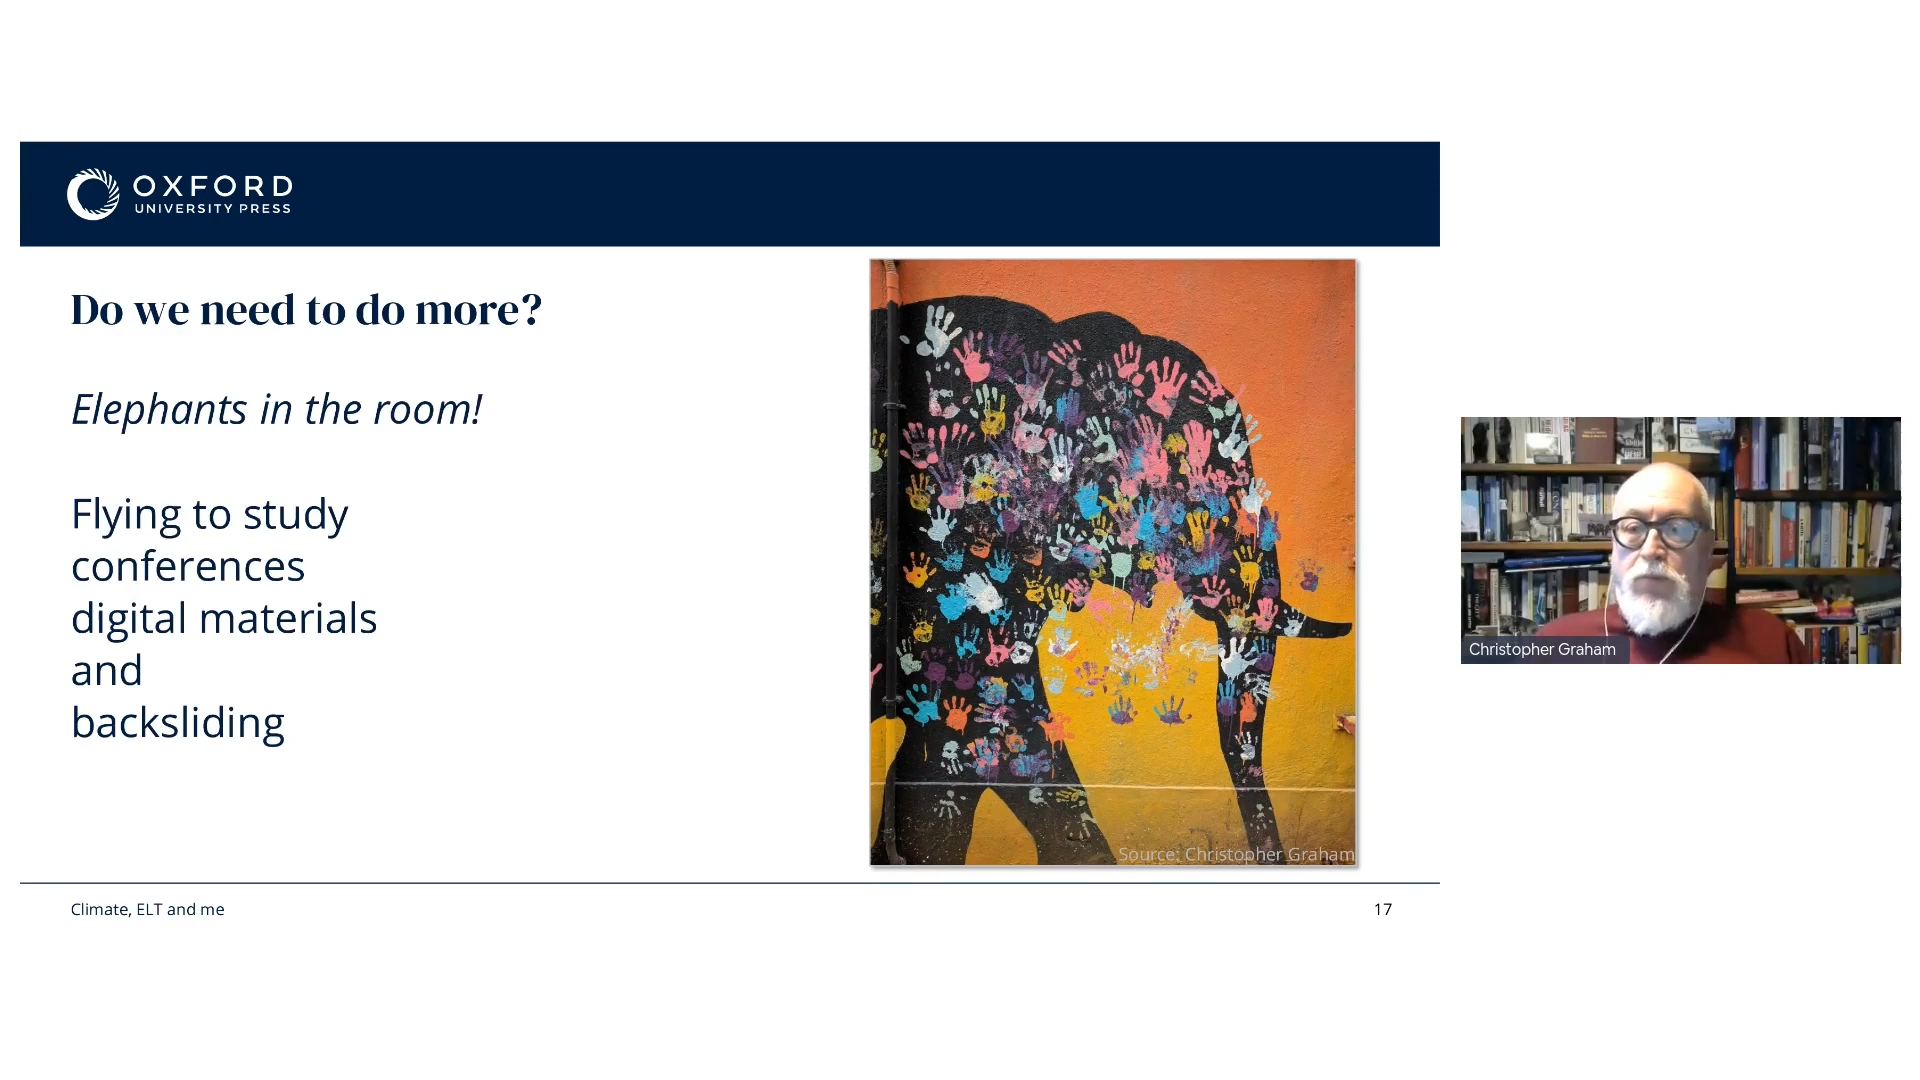 OXFORD
UNIVERSITY PRESS
Do we need to do more?
Elephants in the room!
Flying to study
conferences
digital materials
and
backsliding
Source: Christopher Graham
Climate, ELT and me
17
Christopher Graham